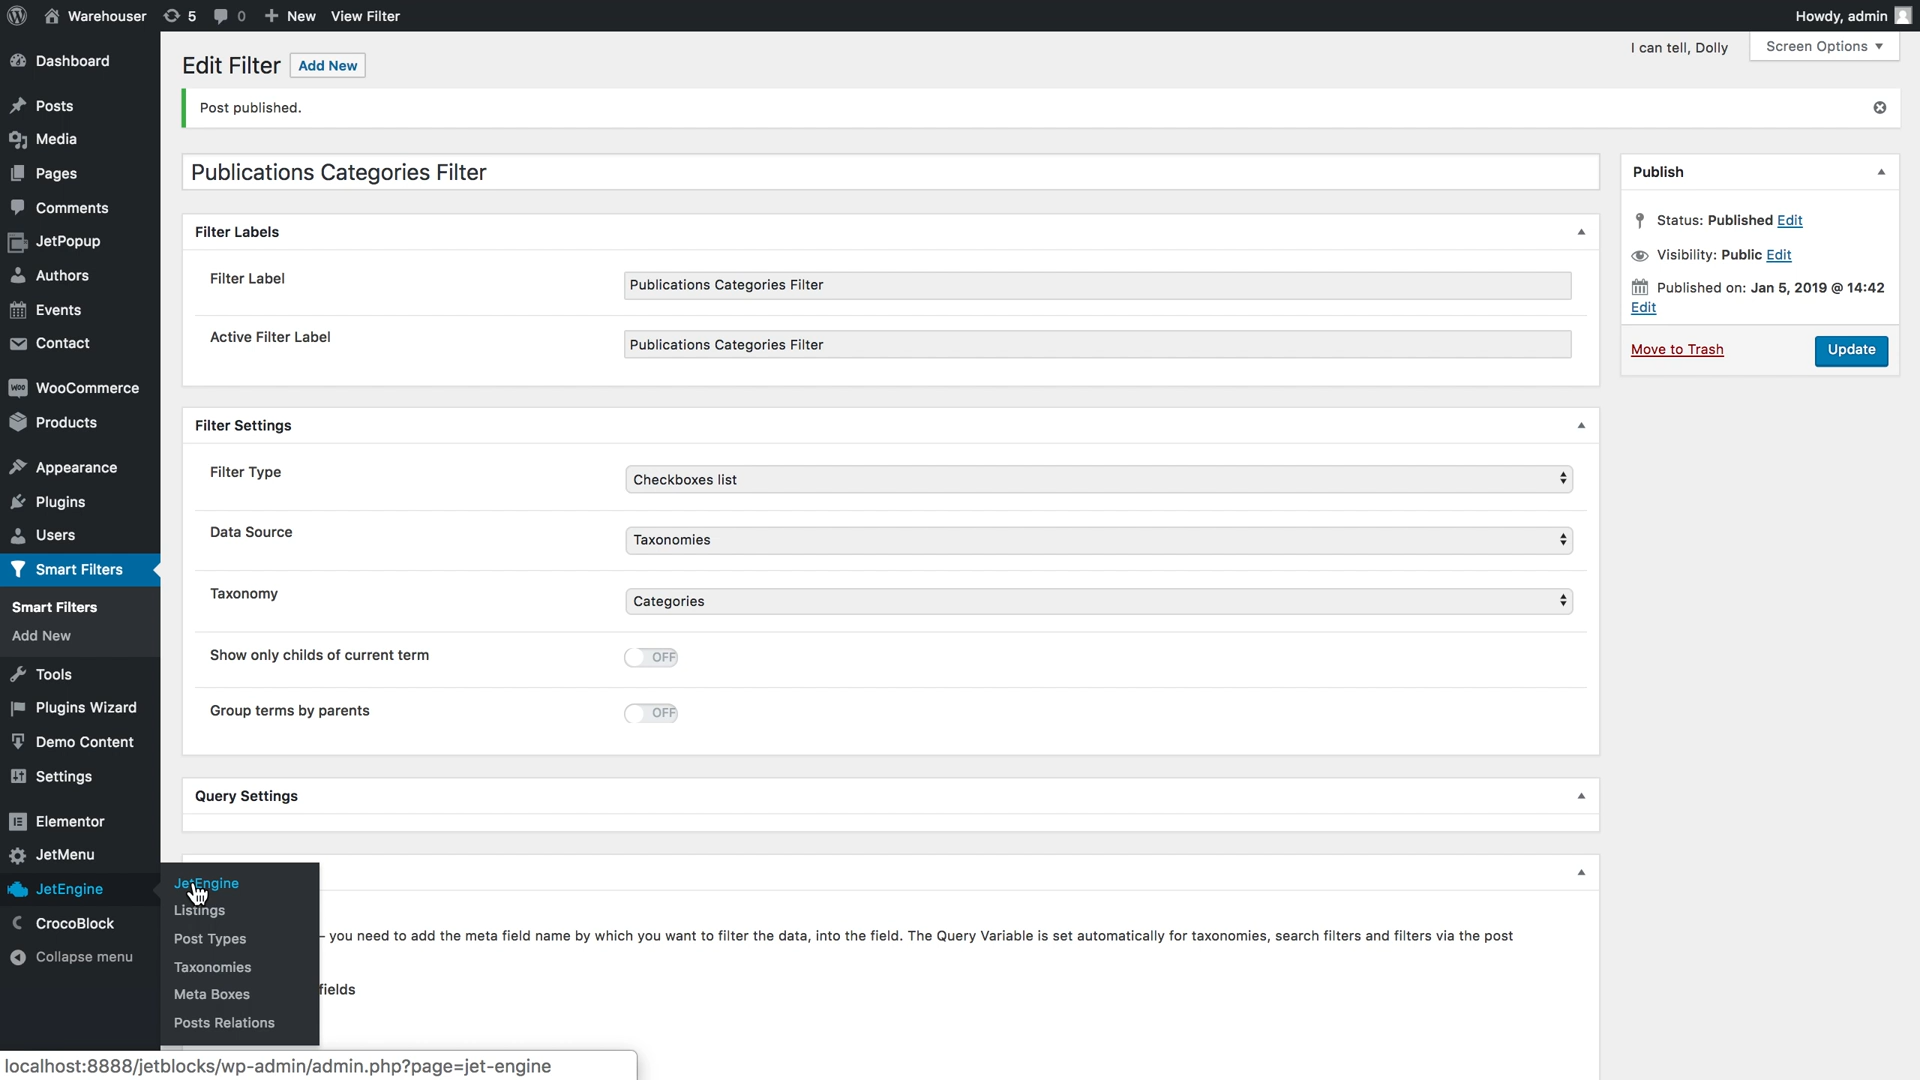 Warehouser 5 0 New View Filter Howdy, admin
Dashboard
Posts
Media
Pages
Comments
JetPopup
Authors
Events
Contact
WooCommerce
Products
Appearance
Plugins
Users
Smart Filters
Smart Filters
Add New
Tools
Plugins Wizard
Demo Content
Settings
Elementor
JetMenu
JetEngine
CrocoBlock
Collapse menu
JetEngine
Listings
Post Types
Taxonomies
Meta Boxes
Posts Relations
I can tell, Dolly
Screen Options
Edit Filter Add New
Post published.
Publications Categories Filter
Filter Labels
Filter Label Publications Categories Filter
Active Filter Label Publications Categories Filter
Filter Settings
Filter Type Checkboxes list
Data Source Taxonomies
Taxonomy Categories
Show only childs of current term OFF
Group terms by parents OFF
Query Settings
- you need to add the meta field name by which you want to filter the data, into the field. The Query Variable is set automatically for taxonomies, search filters and filters via the post
fields
Publish
Status: Published Edit
Visibility: Public Edit
Published on: Jan 5, 2019 @ 14:42
Edit
Move to Trash Update
localhost:8888/jetblocks/wp-admin/admin.php?page=jet-engine